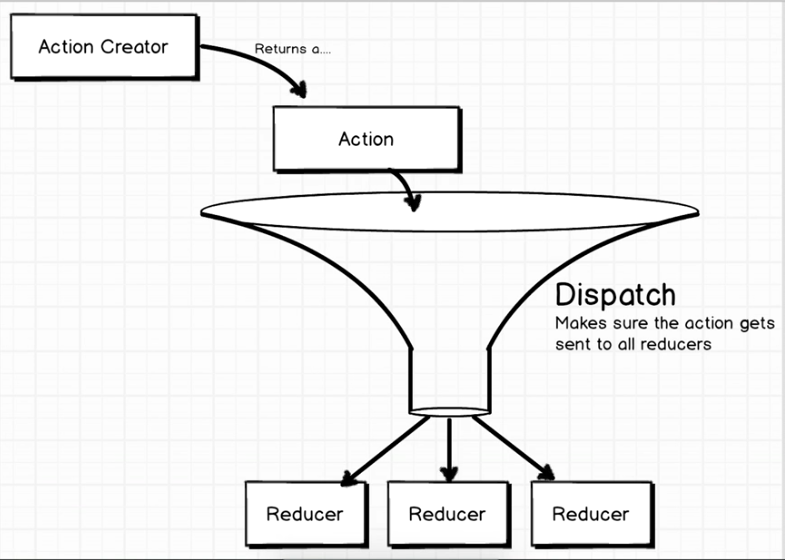 Action Creator
Returns a....
Action
Dispatch
Makes sure the action gets
sent to all reducers
Reducer
Reducer
Reducer